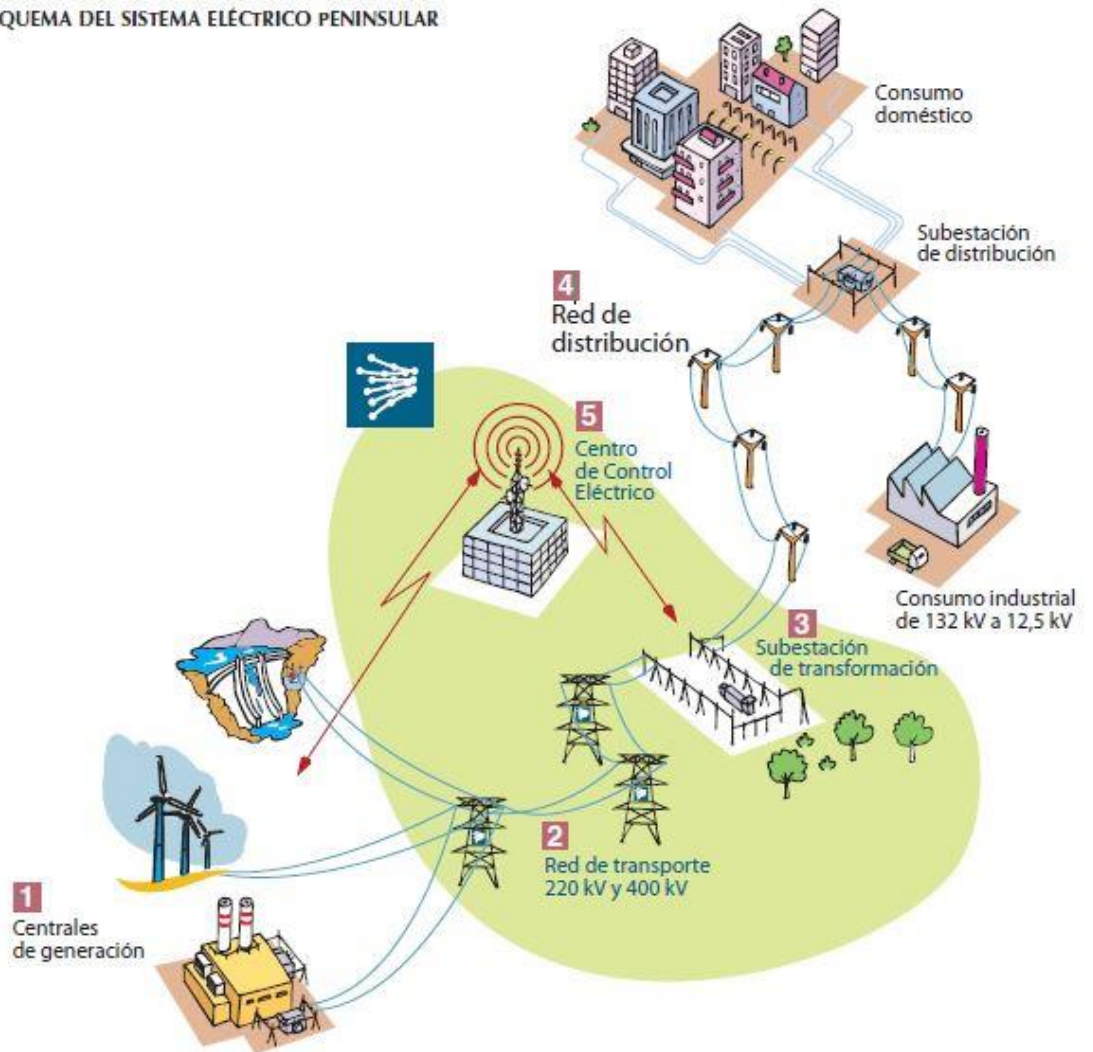 QUEMA DEL SISTEMA ELÉCTRICO PENINSULAR
Consumo
doméstico
Subestación
de distribución
4
Red de
distribución
5
Centro
de Control
Eléctrico
Consumo industrial
de 132 kV a 12,5 kV
3
Subestación
de transformación
2
Red de transporte
220 kV y 400 kV
1
Centrales
de generación